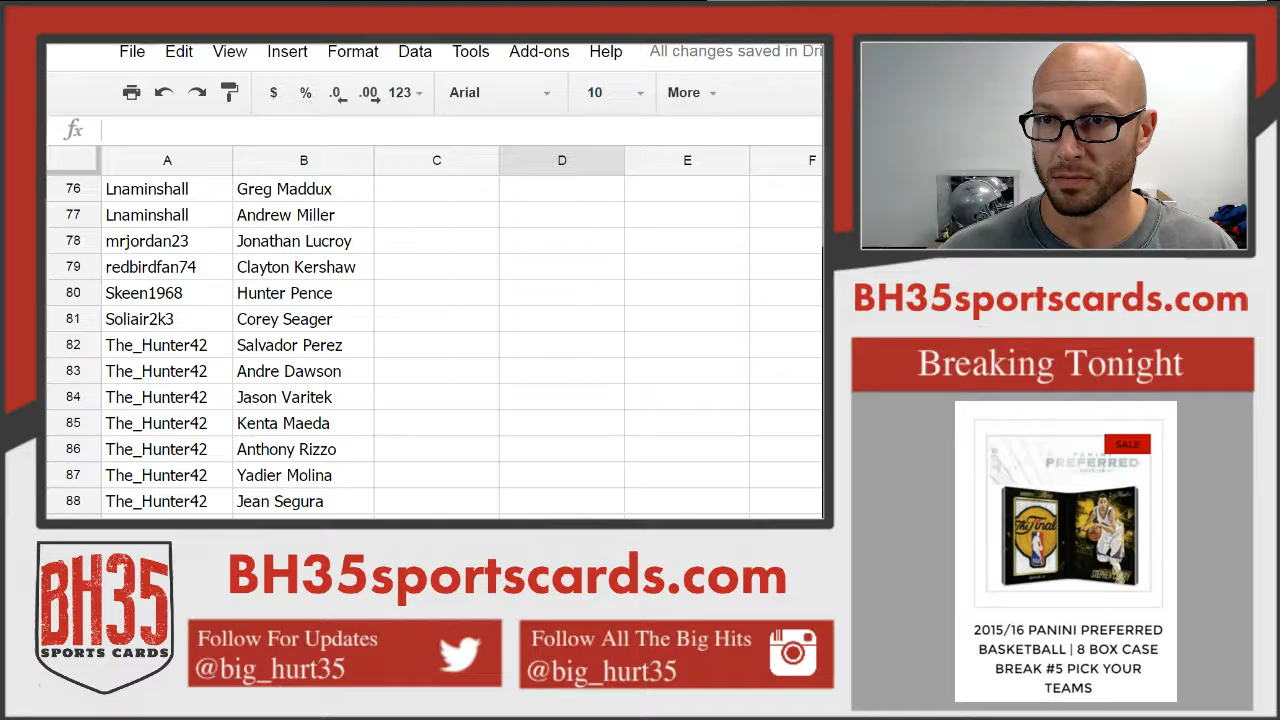 File Edit View Insert Format Data Tools Add-ons Help All changes saved in Dri
$ % .0 .00 123 Arial 10 More
fx
A B C D E F
76 Lnaminshall Greg Maddux
77 Lnaminshall Andrew Miller
78 mrjordan23 Jonathan Lucroy
79 redbirdfan74 Clayton Kershaw
80 Skeen1968 Hunter Pence
81 Soliair2k3 Corey Seager
82 The_Hunter42 Salvador Perez
83 The_Hunter42 Andre Dawson
84 The_Hunter42 Jason Varitek
85 The_Hunter42 Kenta Maeda
86 The_Hunter42 Anthony Rizzo
87 The_Hunter42 Yadier Molina
88 The_Hunter42 Jean Segura
BH35sportscards.com
Breaking Tonight
SALE
PANINI
PREFERRED
The Final
NBA
2015/16 PANINI PREFERRED
BASKETBALL | 8 BOX CASE
BREAK #5 PICK YOUR
TEAMS
BH35
SPORTS CARDS
BH35sportscards.com
Follow For Updates
@big_hurt35
Follow All The Big Hits
@big_hurt35